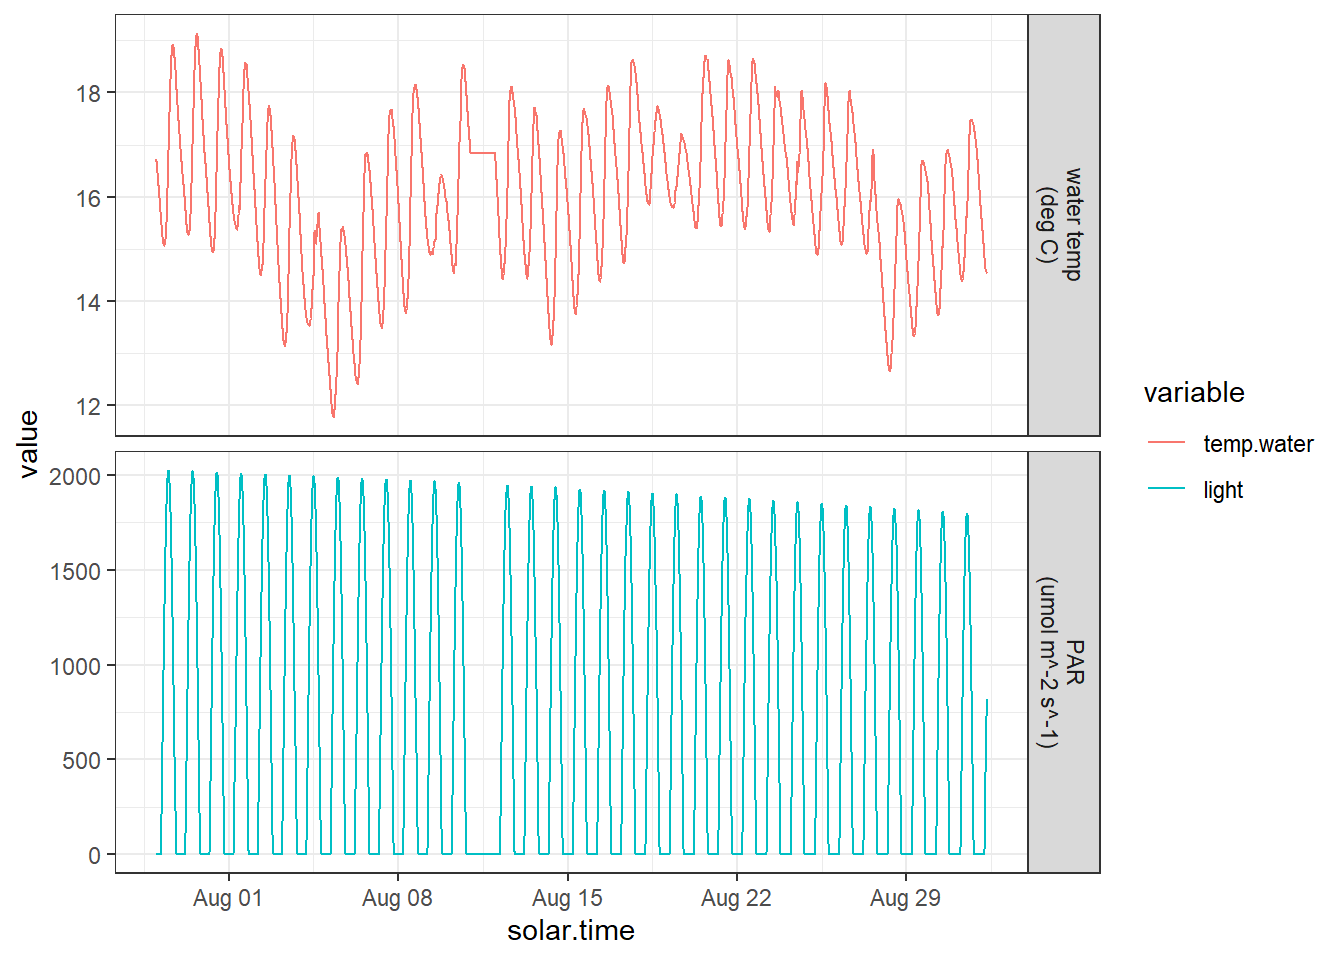 value
18
16
14
12
water temp
(deg C)
2000
1500
1000
500
0
PAR
(umol m^-2 s^-1)
Aug 01
Aug 08
Aug 15
Aug 22
Aug 29
solar.time
variable
temp.water
light